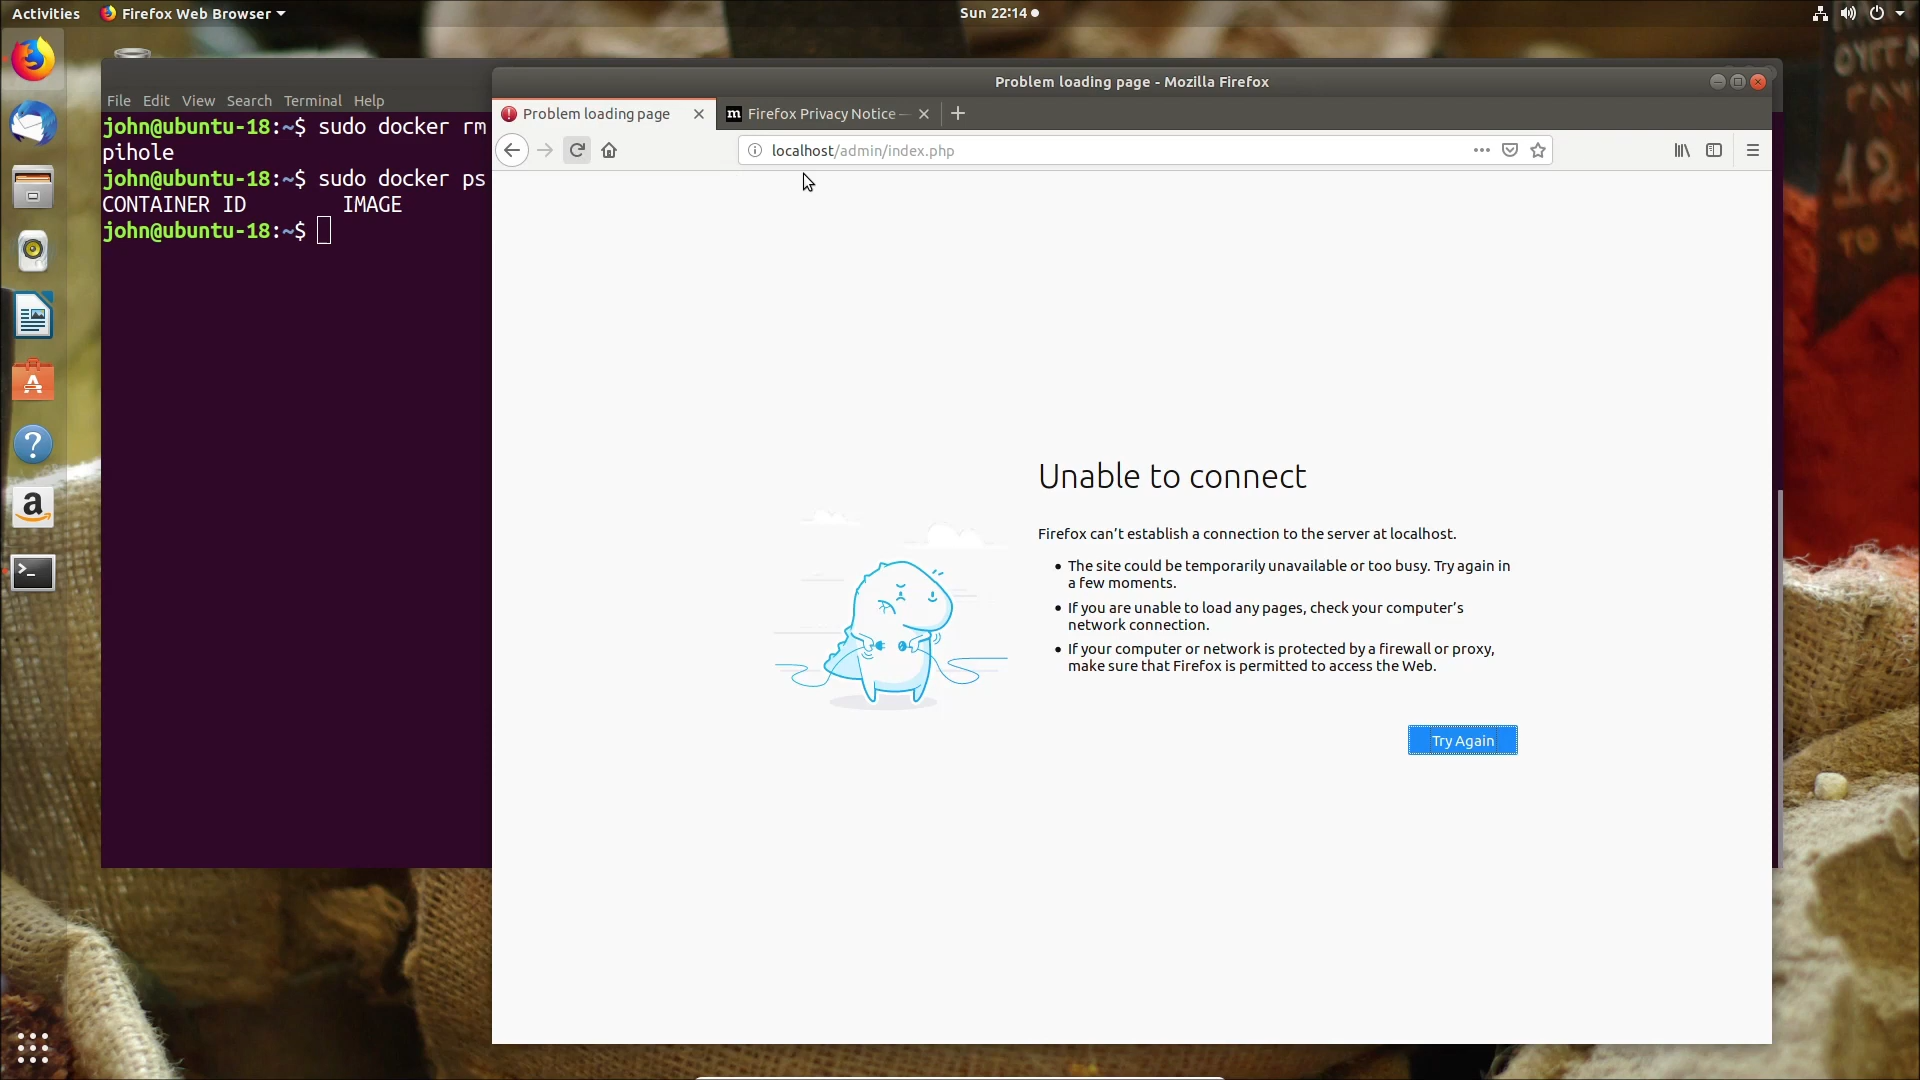 Activities
Firefox Web Browser
Sun 22:14
Problem loading page - Mozilla Firefox
File Edit View Search Terminal Help
Problem loading page
Firefox Privacy Notice —
john@ubuntu-18:~$ sudo docker rm
pihole
john@ubuntu-18:~$ sudo docker ps
CONTAINER ID IMAGE
john@ubuntu-18:~$
localhost/admin/index.php
Unable to connect
Firefox can’t establish a connection to the server at localhost.
The site could be temporarily unavailable or too busy. Try again in
a few moments.
If you are unable to load any pages, check your computer’s
network connection.
If your computer or network is protected by a firewall or proxy,
make sure that Firefox is permitted to access the Web.
Try Again